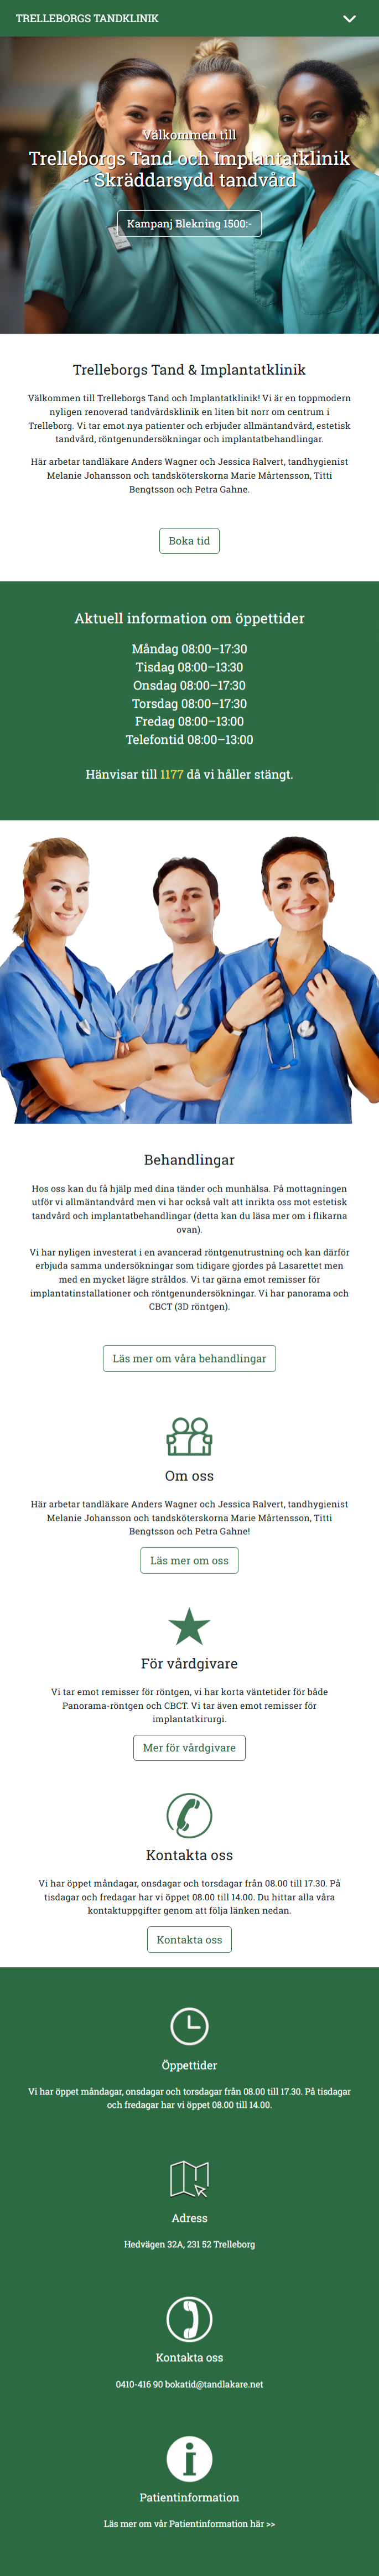 TRELLEBORGS TANDKLINIK
Välkommen till
Trelleborgs Tand och Implantatklinik
- Skräddarsydd tandvård
Kampanj Blekning 1500:-
Trelleborgs Tand & Implantatklinik
Välkommen till Trelleborgs Tand och Implantatklinik! Vi är en toppmodern
nyligen renoverad tandvårdsklinik en liten bit norr om centrum i
Trelleborg. Vi tar emot nya patienter och erbjuder allmäntandvård, estetisk
tandvård, röntgenundersökningar och implantatbehandlingar.
Här arbetar tandläkare Anders Wagner och Jessica Ralvert, tandhygienist
Melanie Johansson och tandsköterskorna Marie Mårtensson, Titti
Bengtsson och Petra Gahne.
Boka tid
Aktuell information om öppettider
Måndag 08:00–17:30
Tisdag 08:00–13:30
Onsdag 08:00–17:30
Torsdag 08:00–17:30
Fredag 08:00–13:00
Telefontid 08:00–13:00
Hänvisar till 1177 då vi håller stängt.
Behandlingar
Hos oss kan du få hjälp med dina tänder och munhälsa. På mottagningen
utför vi allmäntandvård men vi har också valt att inrikta oss mot estetisk
tandvård och implantatbehandlingar (detta kan du läsa mer om i flikarna
ovan).
Vi har nyligen investerat i en avancerad röntgenutrustning och kan därför
erbjuda samma undersökningar som tidigare gjordes på Lasarettet men
med en mycket lägre stråldos. Vi tar gärna emot remisser för
implantatinstallationer och röntgenundersökningar. Vi har panorama och
CBCT (3D röntgen).
Läs mer om våra behandlingar
Om oss
Här arbetar tandläkare Anders Wagner och Jessica Ralvert, tandhygienist
Melanie Johansson och tandsköterskorna Marie Mårtensson, Titti
Bengtsson och Petra Gahne!
Läs mer om oss
För vårdgivare
Vi tar emot remisser för röntgen, vi har korta väntetider för både
Panorama-röntgen och CBCT. Vi tar även emot remisser för
implantatkirurgi.
Mer för vårdgivare
Kontakta oss
Vi har öppet måndagar, onsdagar och torsdagar från 08.00 till 17.30. På
tisdagar och fredagar har vi öppet 08.00 till 14.00. Du hittar alla våra
kontaktuppgifter genom att följa länken nedan.
Kontakta oss
Öppettider
Vi har öppet måndagar, onsdagar och torsdagar från 08.00 till 17.30. På tisdagar
och fredagar har vi öppet 08.00 till 14.00.
Adress
Hedvägen 32A, 231 52 Trelleborg
Kontakta oss
0410-416 90 bokatid@tandlakare.net
Patientinformation
Läs mer om vår Patientinformation här >>